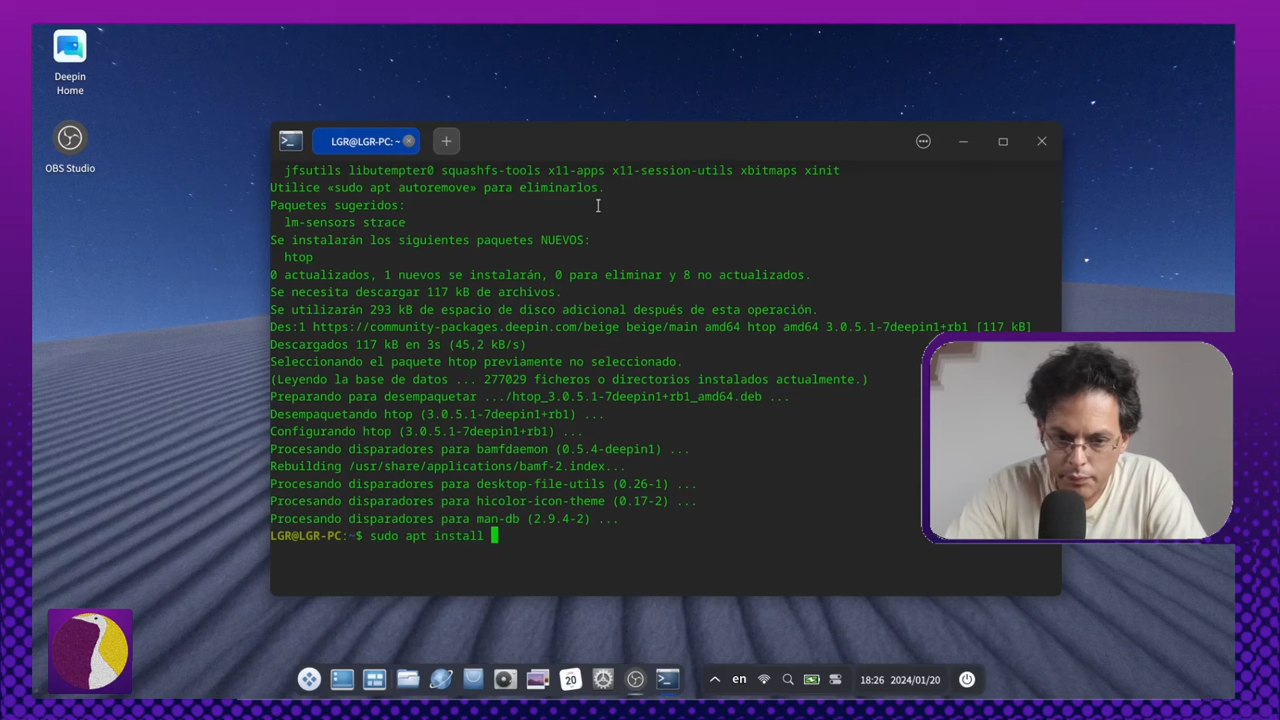 Deepin
Home
OBS Studio
LGR@LGR-PC: ~
jfsutils libutempter0 squashfs-tools x11-apps x11-session-utils xbitmaps xinit
Utilice «sudo apt autoremove» para eliminarlos.
Paquetes sugeridos:
lm-sensors strace
Se instalarán los siguientes paquetes NUEVOS:
htop
0 actualizados, 1 nuevos se instalarán, 0 para eliminar y 8 no actualizados.
Se necesita descargar 117 kB de archivos.
Se utilizarán 293 kB de espacio de disco adicional después de esta operación.
Des:1 https://community-packages.deepin.com/beige beige/main amd64 htop amd64 3.0.5.1-7deepin1+rb1 [117 kB]
Descargados 117 kB en 3s (45,2 kB/s)
Seleccionando el paquete htop previamente no seleccionado.
(Leyendo la base de datos ... 277029 ficheros o directorios instalados actualmente.)
Preparando para desempaquetar .../htop_3.0.5.1-7deepin1+rb1_amd64.deb ...
Desempaquetando htop (3.0.5.1-7deepin1+rb1) ...
Configurando htop (3.0.5.1-7deepin1+rb1) ...
Procesando disparadores para bamfdaemon (0.5.4-deepin1) ...
Rebuilding /usr/share/applications/bamf-2.index...
Procesando disparadores para desktop-file-utils (0.26-1) ...
Procesando disparadores para hicolor-icon-theme (0.17-2) ...
Procesando disparadores para man-db (2.9.4-2) ...
LGR@LGR-PC:~$ sudo apt install
20
en
18:26 2024/01/20